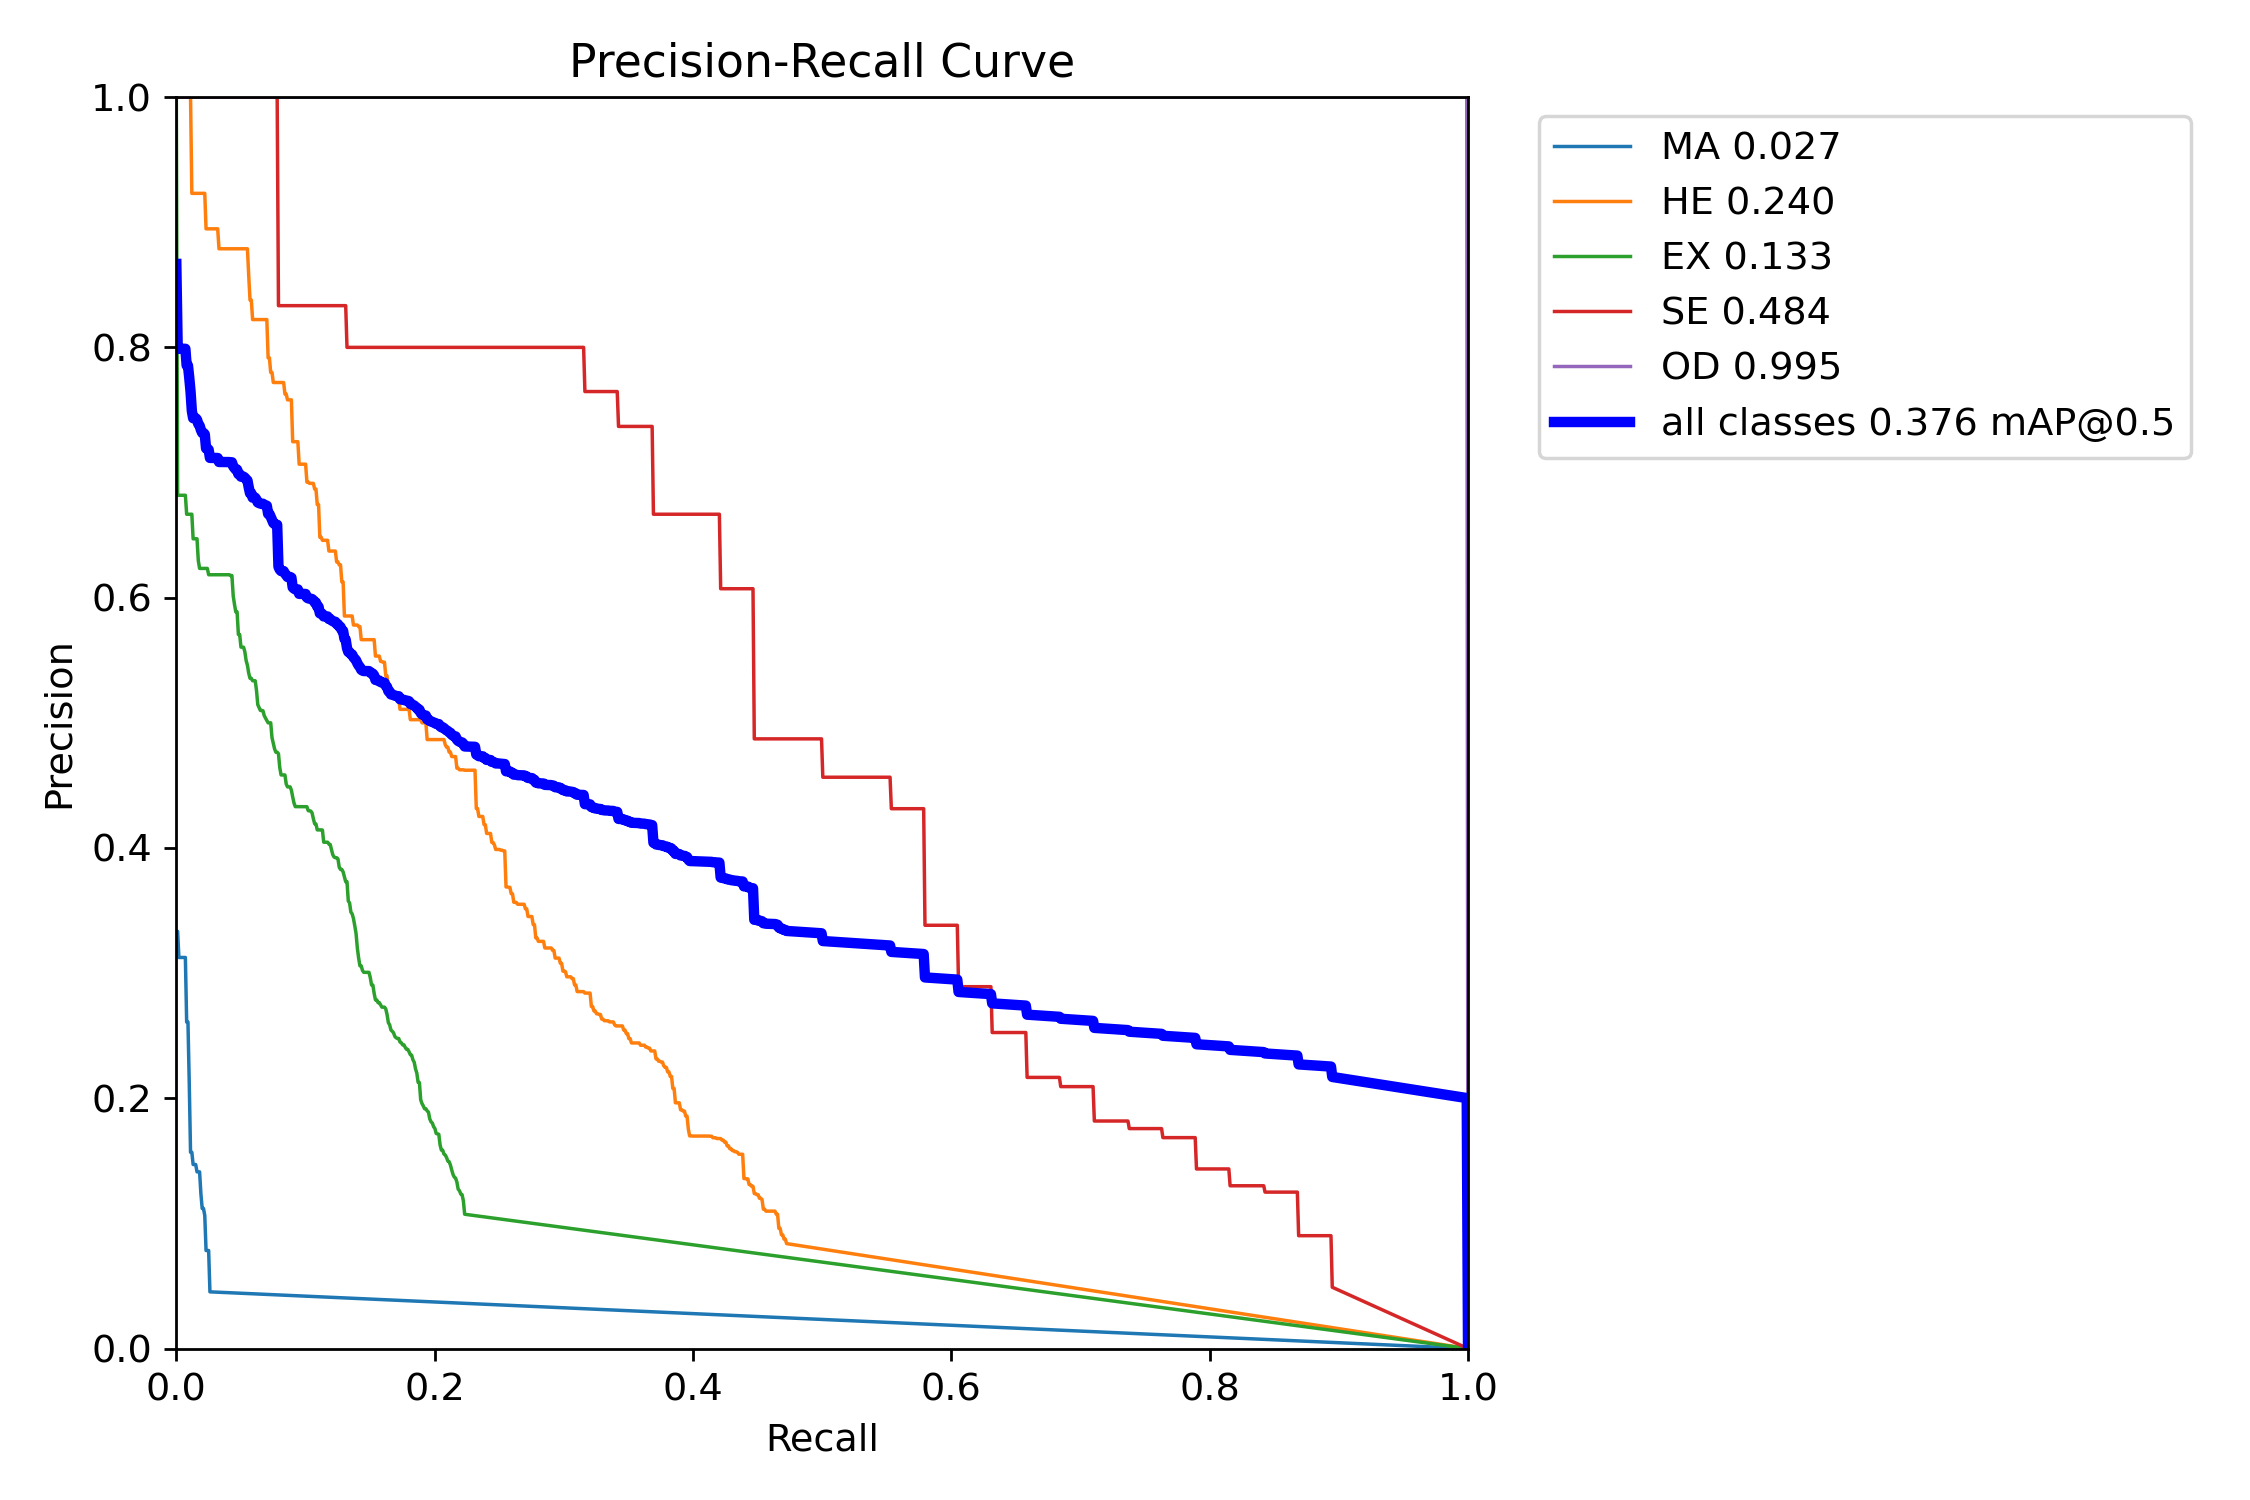 Precision-Recall Curve
1.0
0.8
0.6
0.4
0.2
0.0
Precision
0.0 0.2 0.4 0.6 0.8 1.0
Recall
MA 0.027
HE 0.240
EX 0.133
SE 0.484
OD 0.995
all classes 0.376 mAP@0.5